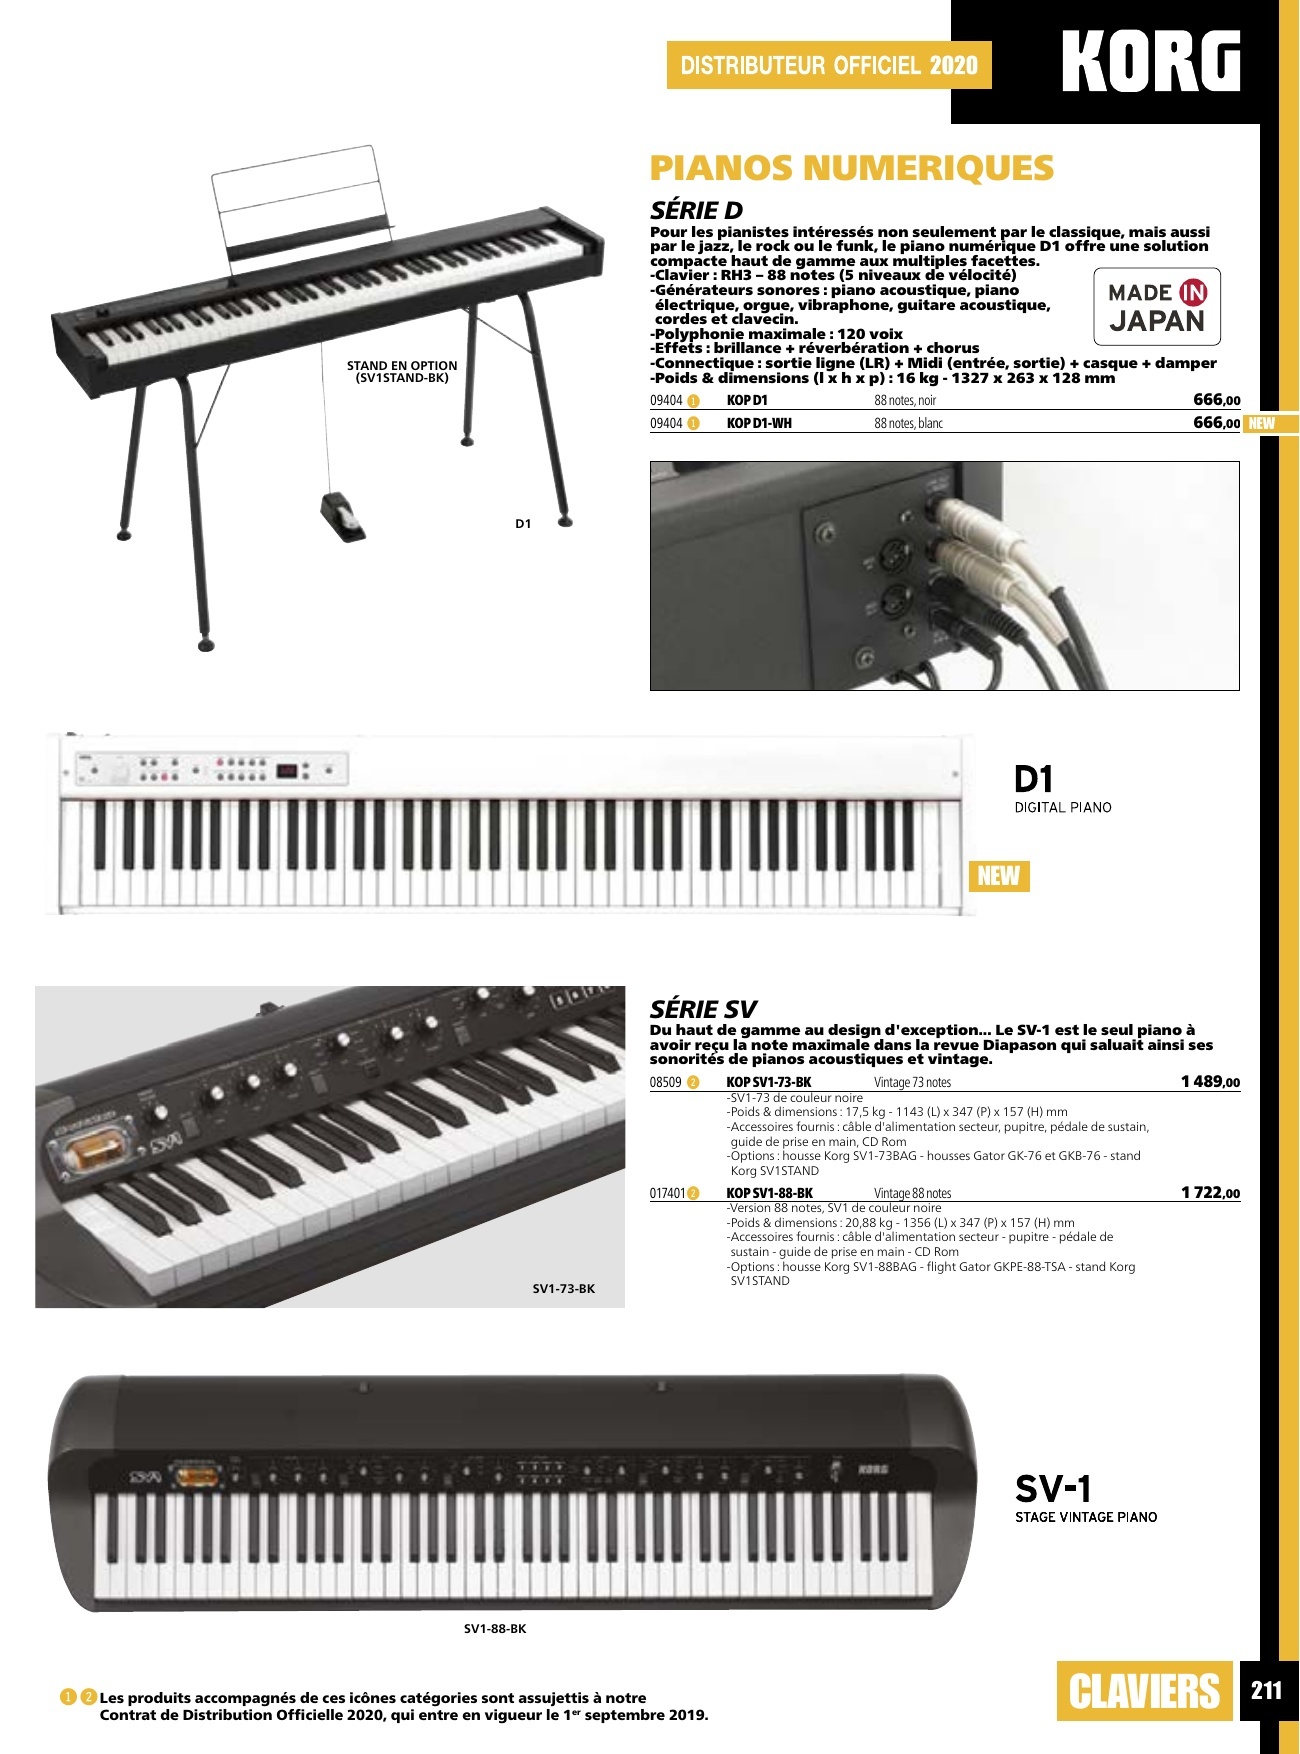 DISTRIBUTEUR OFFICIEL 2020
KORG
PIANOS NUMERIQUES
SÉRIE D
Pour les pianistes intéressés non seulement par le classique, mais aussi
par le jazz, le rock ou le funk, le piano numérique D1 offre une solution
compacte haut de gamme aux multiples facettes.
-Clavier : RH3 – 88 notes (5 niveaux de vélocité)
-Générateurs sonores : piano acoustique, piano
électrique, orgue, vibraphone, guitare acoustique,
cordes et clavecin.
-Polyphonie maximale : 120 voix
-Effets : brillance + réverbération + chorus
-Connectique : sortie ligne (LR) + Midi (entrée, sortie) + casque + damper
-Poids & dimensions (l x h x p) : 16 kg - 1327 x 263 x 128 mm
MADE IN
JAPAN
09404 1 KOP D1 88 notes, noir 666,00
09404 1 KOP D1-WH 88 notes, blanc 666,00 NEW
STAND EN OPTION
(SV1STAND-BK)
D1
D1
DIGITAL PIANO
NEW
SÉRIE SV
Du haut de gamme au design d'exception... Le SV-1 est le seul piano à
avoir reçu la note maximale dans la revue Diapason qui saluait ainsi ses
sonorités de pianos acoustiques et vintage.
08509 2 KOP SV1-73-BK Vintage 73 notes 1 489,00
-SV1-73 de couleur noire
-Poids & dimensions : 17,5 kg - 1143 (L) x 347 (P) x 157 (H) mm
-Accessoires fournis : câble d'alimentation secteur, pupitre, pédale de sustain,
guide de prise en main, CD Rom
-Options : housse Korg SV1-73BAG - housses Gator GK-76 et GKB-76 - stand
Korg SV1STAND
017401 2 KOP SV1-88-BK Vintage 88 notes 1 722,00
-Version 88 notes, SV1 de couleur noire
-Poids & dimensions : 20,88 kg - 1356 (L) x 347 (P) x 157 (H) mm
-Accessoires fournis : câble d'alimentation secteur - pupitre - pédale de
sustain - guide de prise en main - CD Rom
-Options : housse Korg SV1-88BAG - flight Gator GKPE-88-TSA - stand Korg
SV1STAND
SV1-73-BK
KORG
SV-1
STAGE VINTAGE PIANO
SV1-88-BK
1 2 Les produits accompagnés de ces icônes catégories sont assujettis à notre
Contrat de Distribution Officielle 2020, qui entre en vigueur le 1er septembre 2019.
CLAVIERS
211